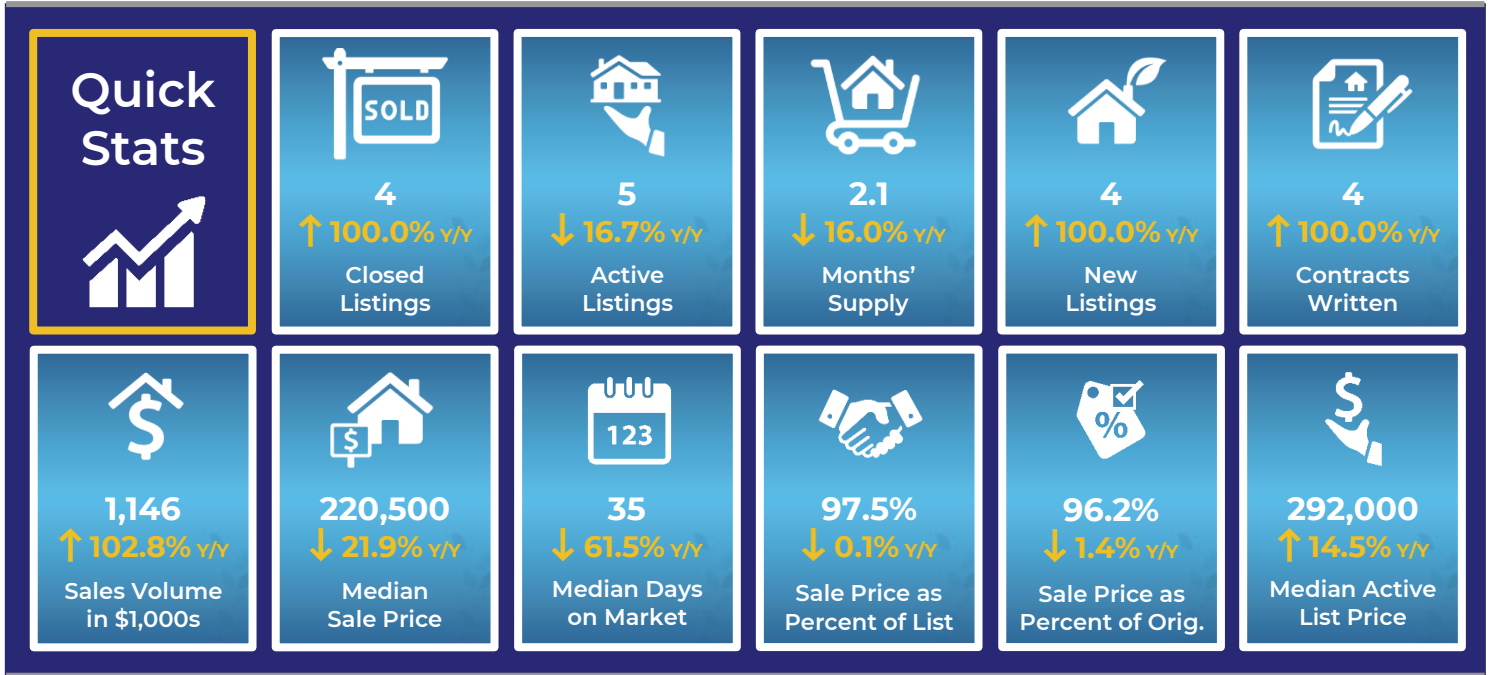 Quick
Stats
SOLD
4
↑ 100.0% Y/Y
Closed
Listings
5
↓ 16.7% Y/Y
Active
Listings
2.1
↓ 16.0% Y/Y
Months’
Supply
4
↑ 100.0% Y/Y
New
Listings
4
↑ 100.0% Y/Y
Contracts
Written
$
1,146
↑ 102.8% Y/Y
Sales Volume
in $1,000s
$
220,500
↓ 21.9% Y/Y
Median
Sale Price
123
35
↓ 61.5% Y/Y
Median Days
on Market
97.5%
↓ 0.1% Y/Y
Sale Price as
Percent of List
%
96.2%
↓ 1.4% Y/Y
Sale Price as
Percent of Orig.
$
292,000
↑ 14.5% Y/Y
Median Active
List Price